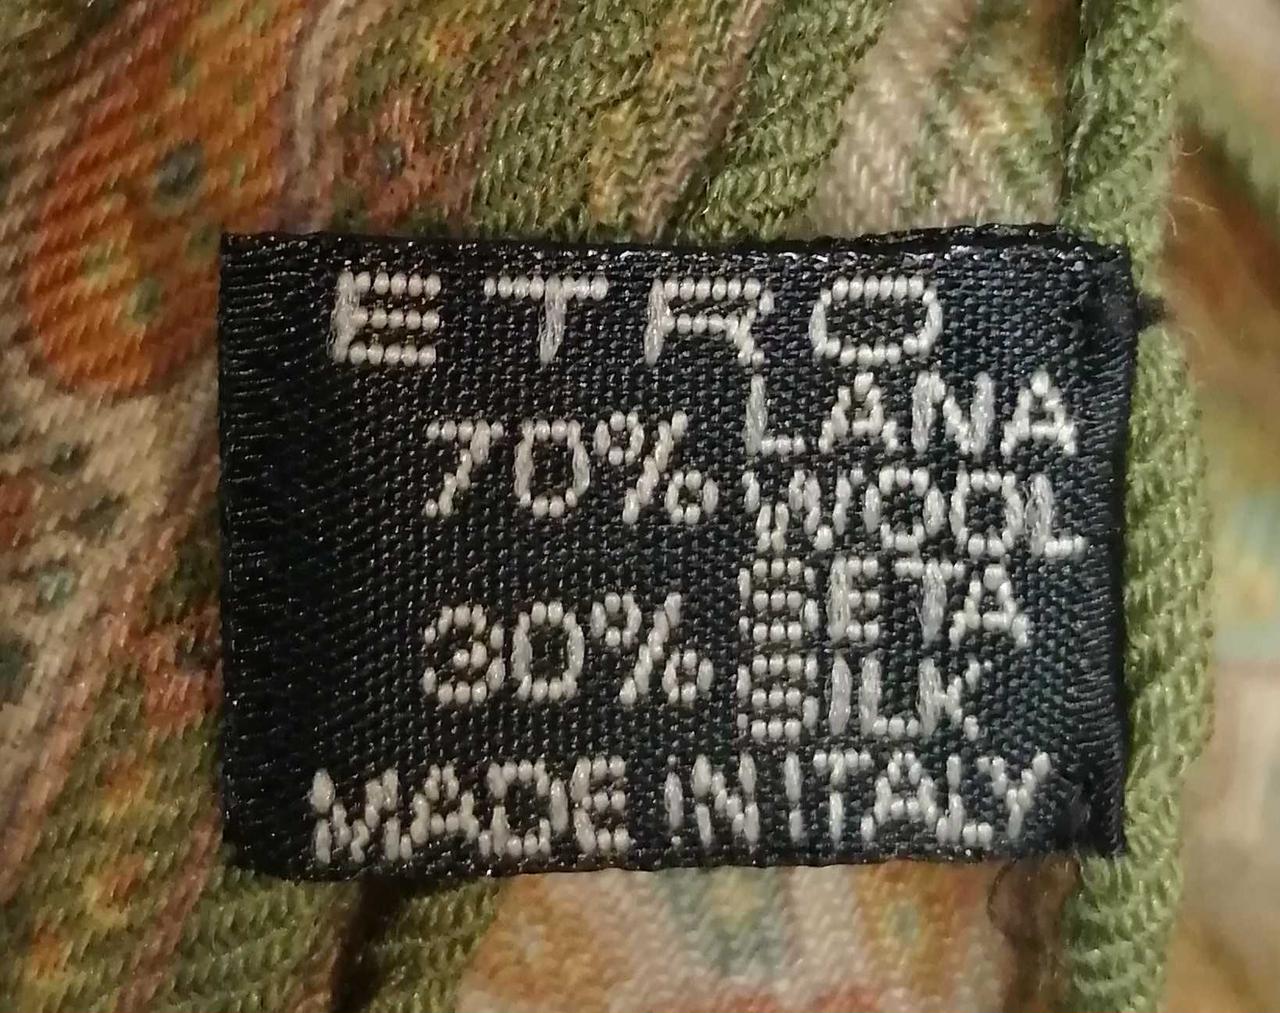 ETRO
70% LANA
WOOL
30% SETA
SILK
MADE IN ITALY